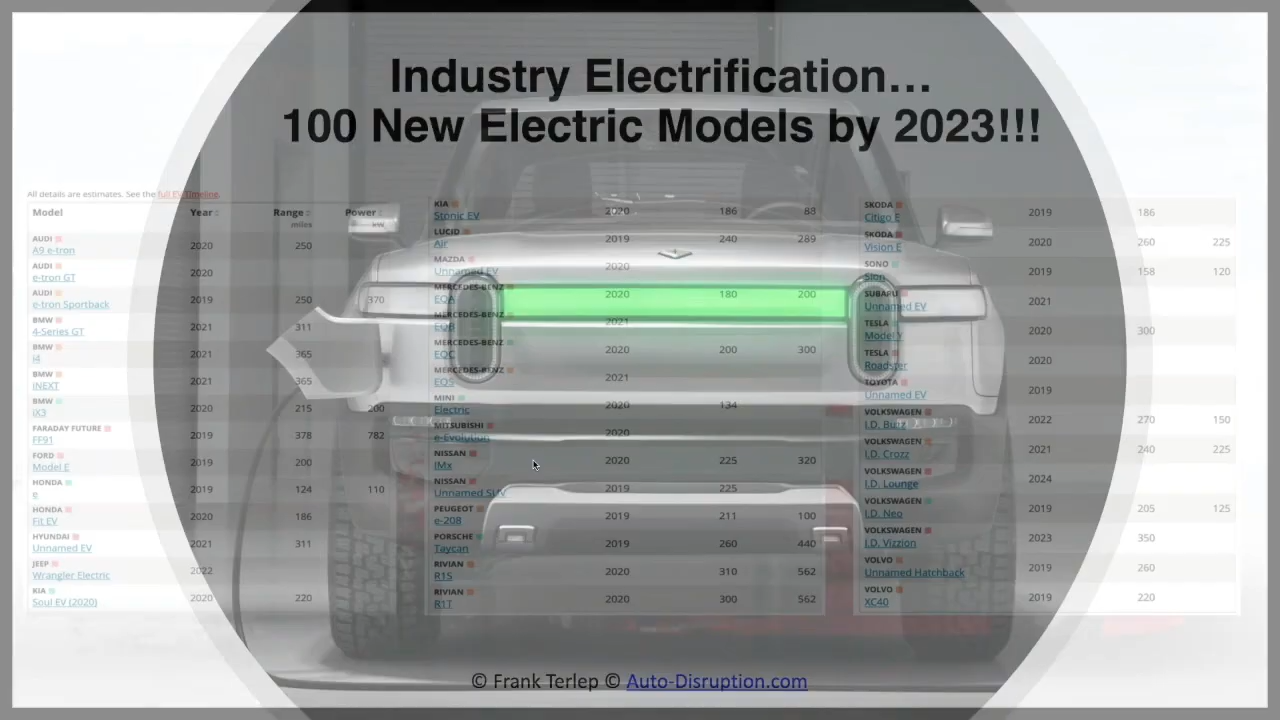 Industry Electrification…
100 New Electric Models by 2023!!!
All details are estimates. See the full EV Timeline.
Model Year Range Power
miles kW
AUDI
A9 e-tron 2020 250
AUDI
e-tron GT 2020
AUDI
e-tron Sportback 2019 250 370
BMW
4-Series GT 2021 311
BMW
i4 2021 365
BMW
iNEXT 2021 365
BMW
iX3 2020 215 200
FARADAY FUTURE
FF91 2019 378 782
FORD
Model E 2019 200
HONDA
e 2019 124 110
HONDA
Fit EV 2020 186
HYUNDAI
Unnamed EV 2021 311
JEEP
Wrangler Electric 2022
KIA
Soul EV (2020) 2020 220
KIA
Stonic EV 2020 186 88
LUCID
Air 2019 240 289
MAZDA
Unnamed EV 2020
MERCEDES-BENZ
EQA 2020 180 200
MERCEDES-BENZ
EQB 2021
MERCEDES-BENZ
EQC 2020 200 300
MERCEDES-BENZ
EQS 2021
MINI
Electric 2020 134
MITSUBISHI
e-Evolution 2020
NISSAN
IMx 2020 225 320
NISSAN
Unnamed SUV 2019 225
PEUGEOT
e-208 2019 211 100
PORSCHE
Taycan 2019 260 440
RIVIAN
R1S 2020 310 562
RIVIAN
R1T 2020 300 562
SKODA
Citigo E 2019 186
SKODA
Vision E 2020 260 225
SONO
Sion 2019 158 120
SUBARU
Unnamed EV 2021
TESLA
Model Y 2020 300
TESLA
Roadster 2020
TOYOTA
Unnamed EV 2019
VOLKSWAGEN
I.D. Buzz 2022 270 150
VOLKSWAGEN
I.D. Crozz 2021 240 225
VOLKSWAGEN
I.D. Lounge 2024
VOLKSWAGEN
I.D. Neo 2019 205 125
VOLKSWAGEN
I.D. Vizzion 2023 350
VOLVO
Unnamed Hatchback 2019 260
VOLVO
XC40 2019 220
© Frank Terlep © Auto-Disruption.com